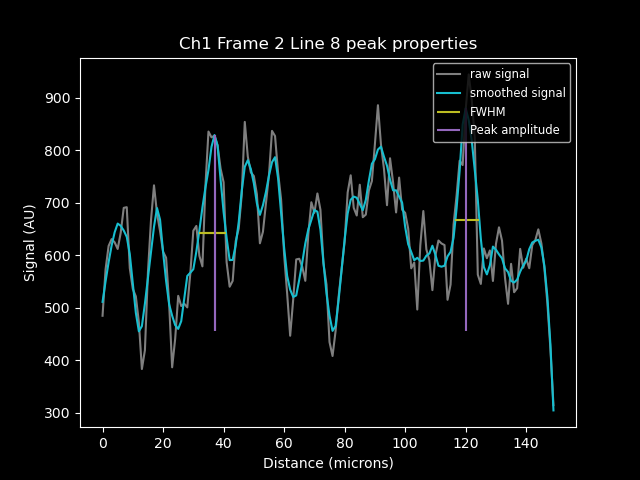 Ch1 Frame 2 Line 8 peak properties
raw signal
smoothed signal
FWHM
Peak amplitude
Signal (AU)
900
800
700
600
500
400
300
0 20 40 60 80 100 120 140
Distance (microns)